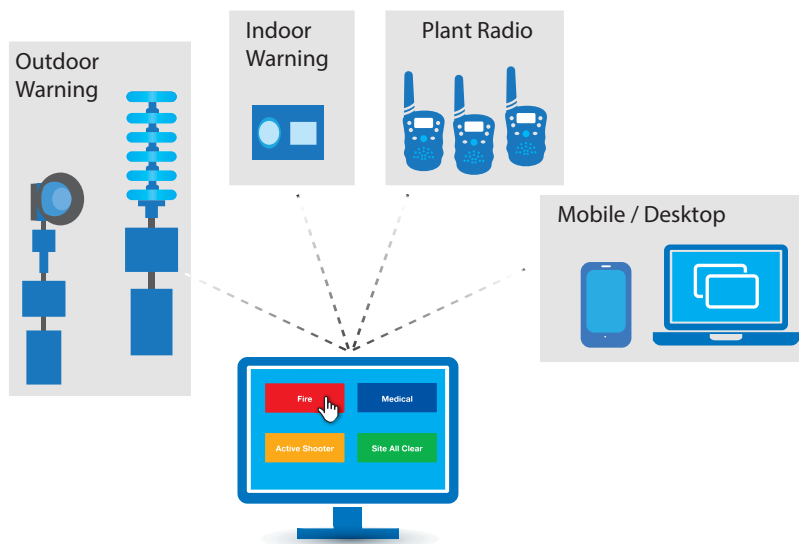 Outdoor
Warning
Indoor
Warning
Plant Radio
Mobile / Desktop
Fire
Medical
Active Shooter
Site All Clear